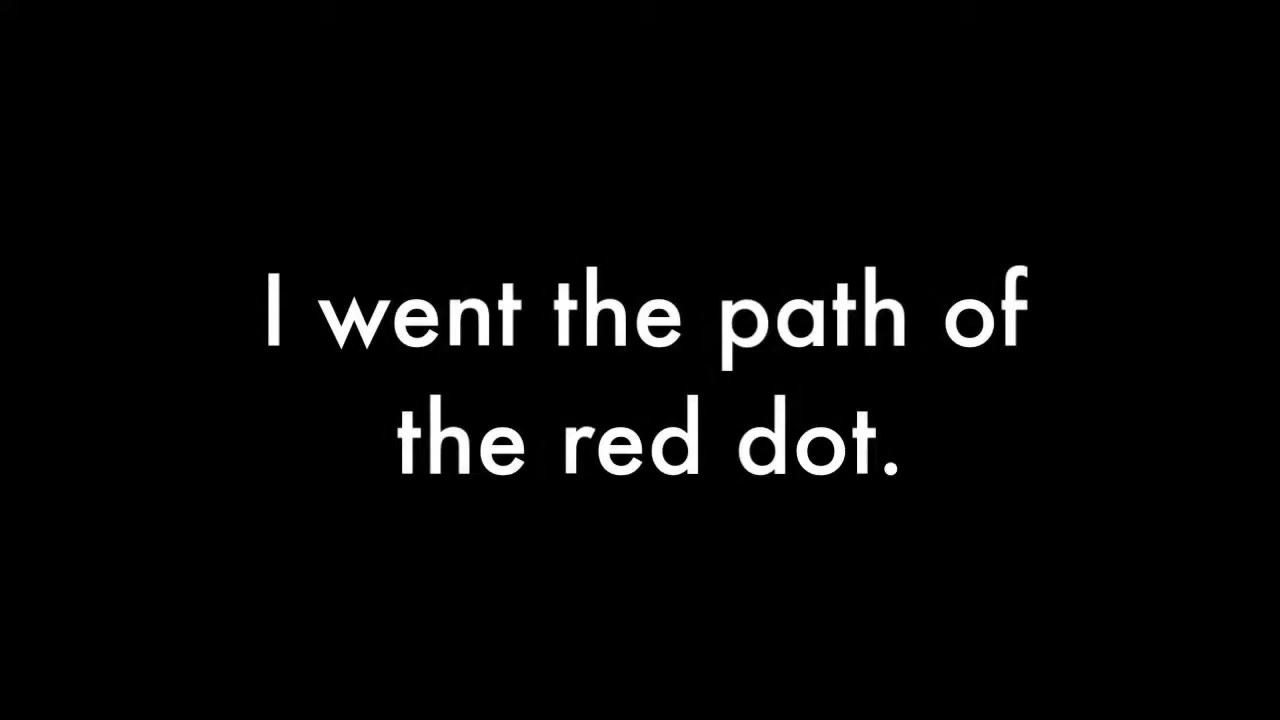 I went the path of
the red dot.